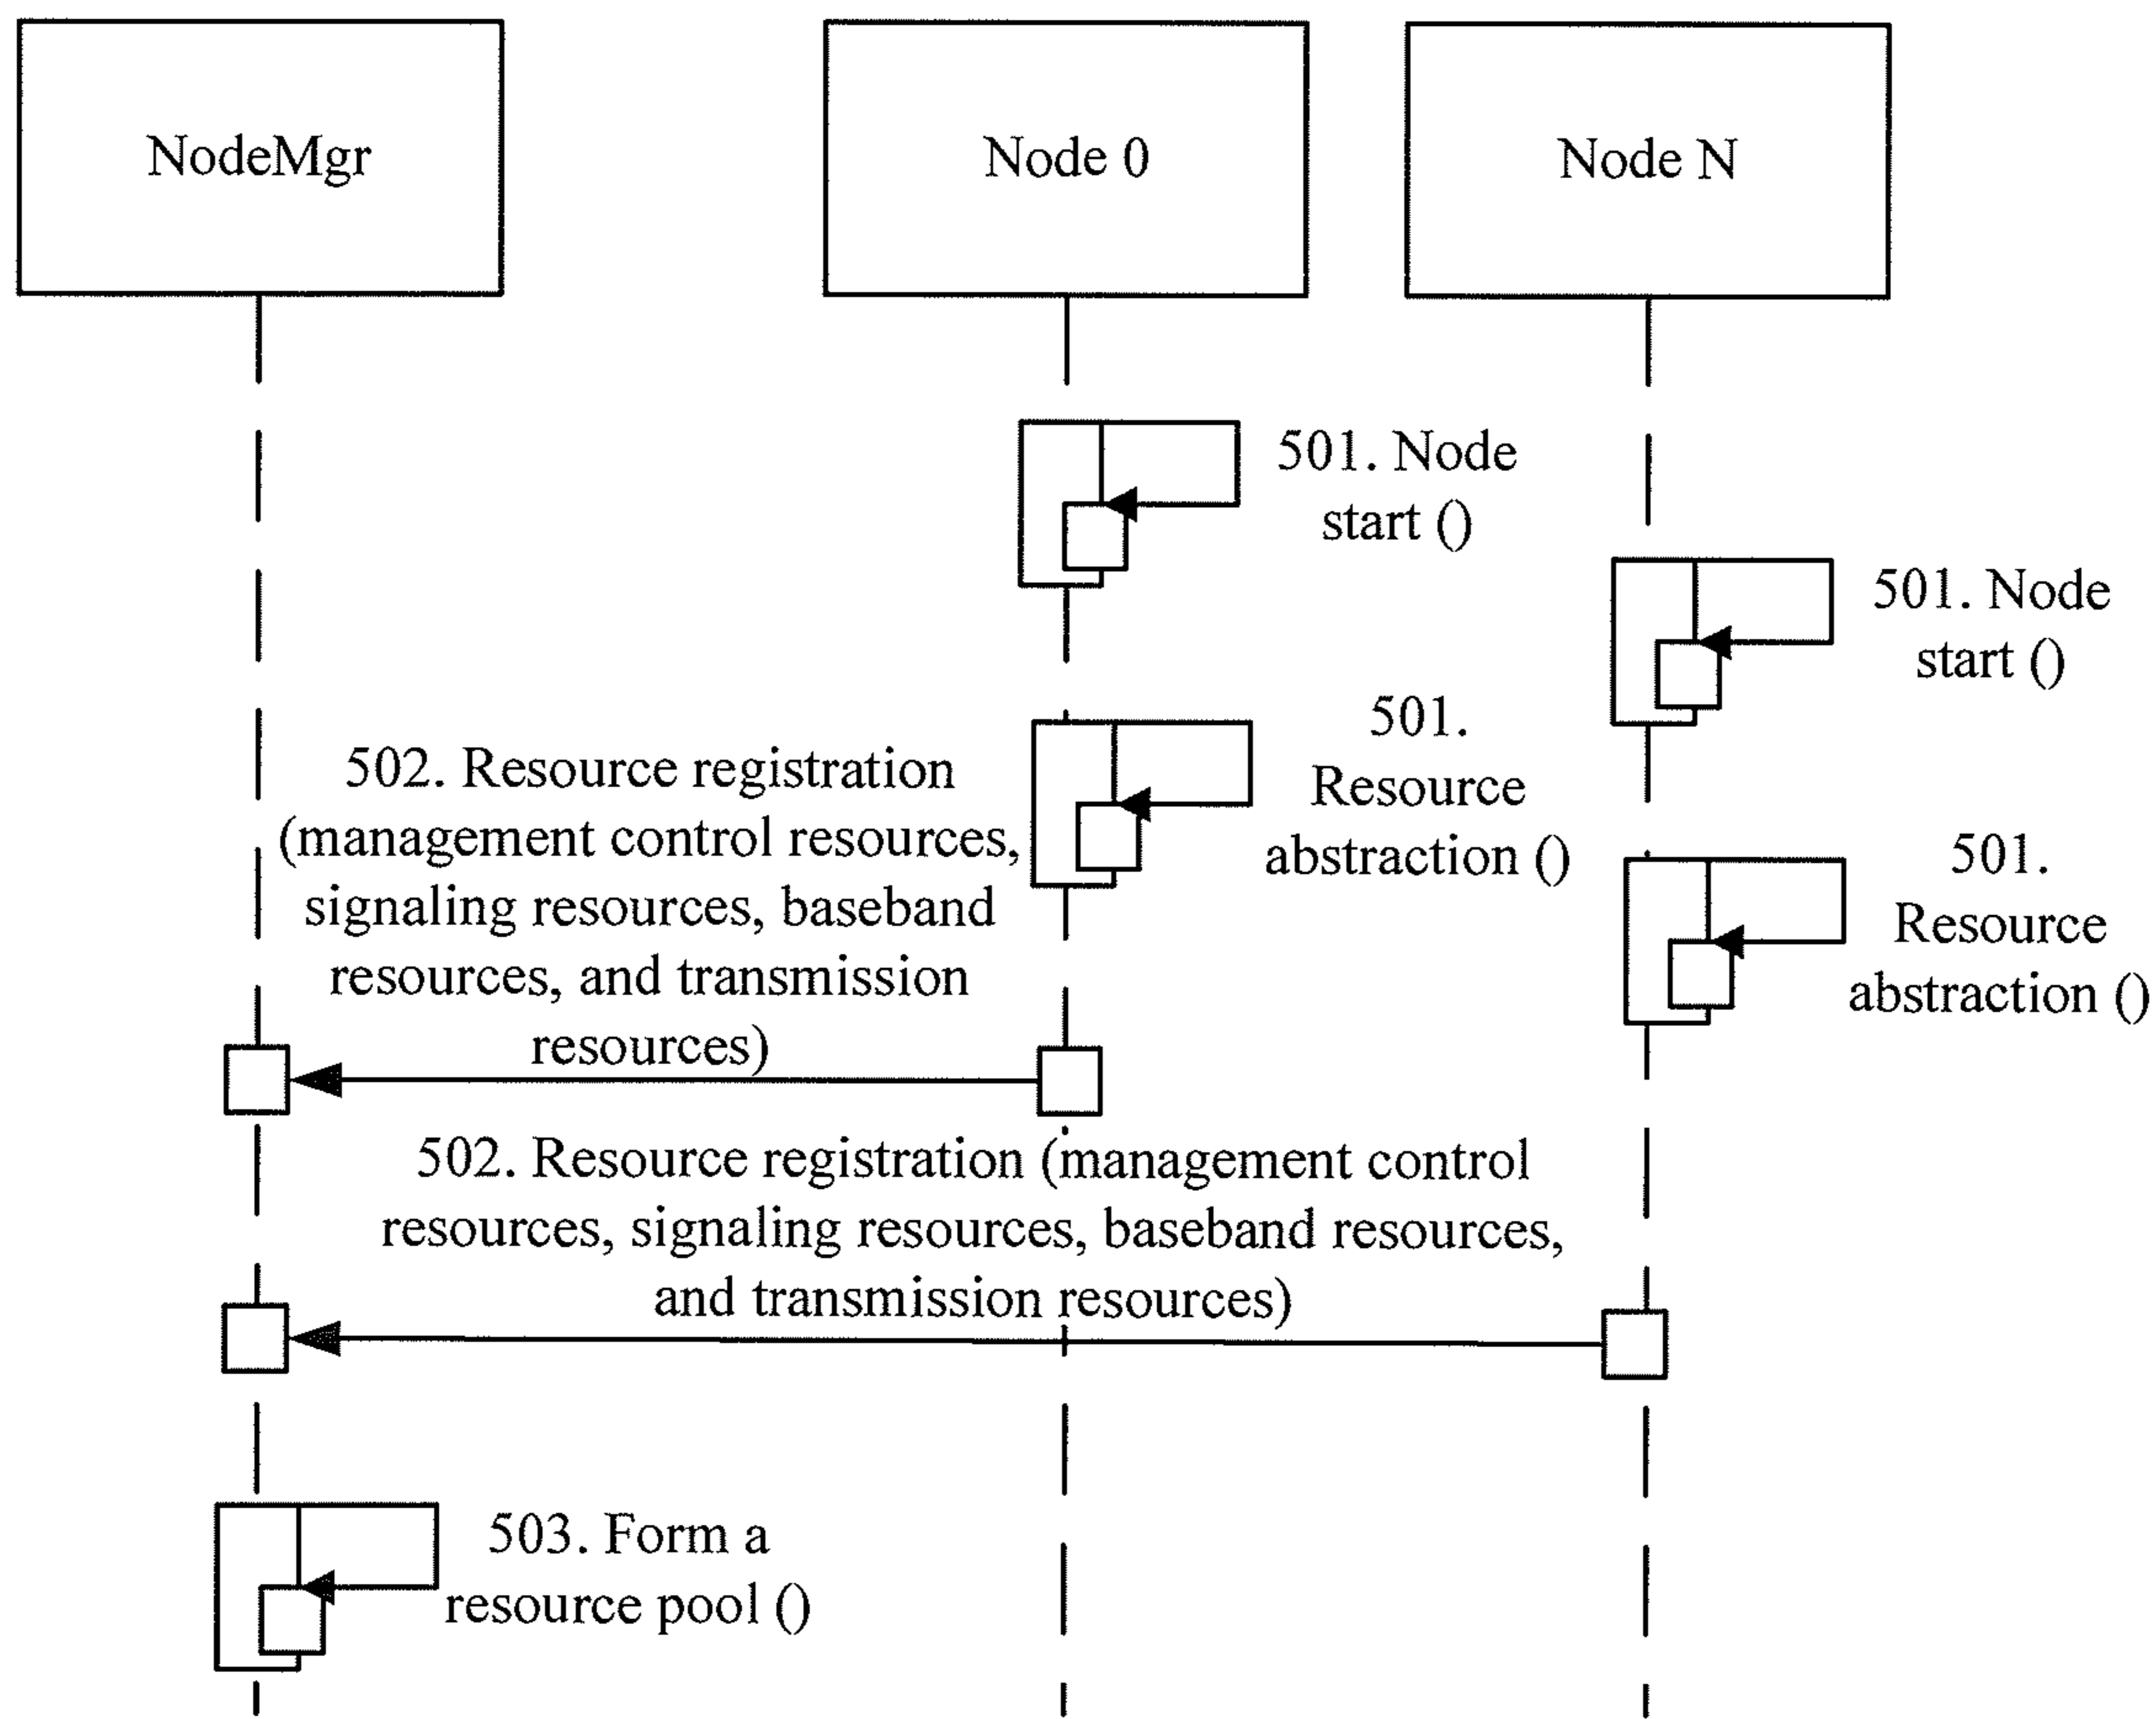 NodeMgr
Node 0
Node N
501. Node
start ()
501. Node
start ()
501.
Resource
abstraction ()
502. Resource registration
(management control resources,
signaling resources, baseband
resources, and transmission
resources)
501.
Resource
abstraction ()
502. Resource registration (management control
resources, signaling resources, baseband resources,
and transmission resources)
503. Form a
resource pool ()